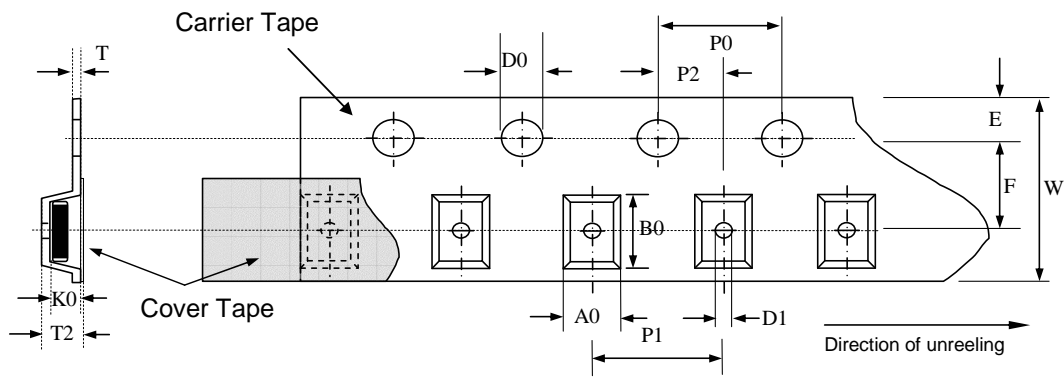 Carrier Tape
T
D0
P0
P2
E
F
W
B0
K0
Cover Tape
T2
A0
D1
P1
Direction of unreeling